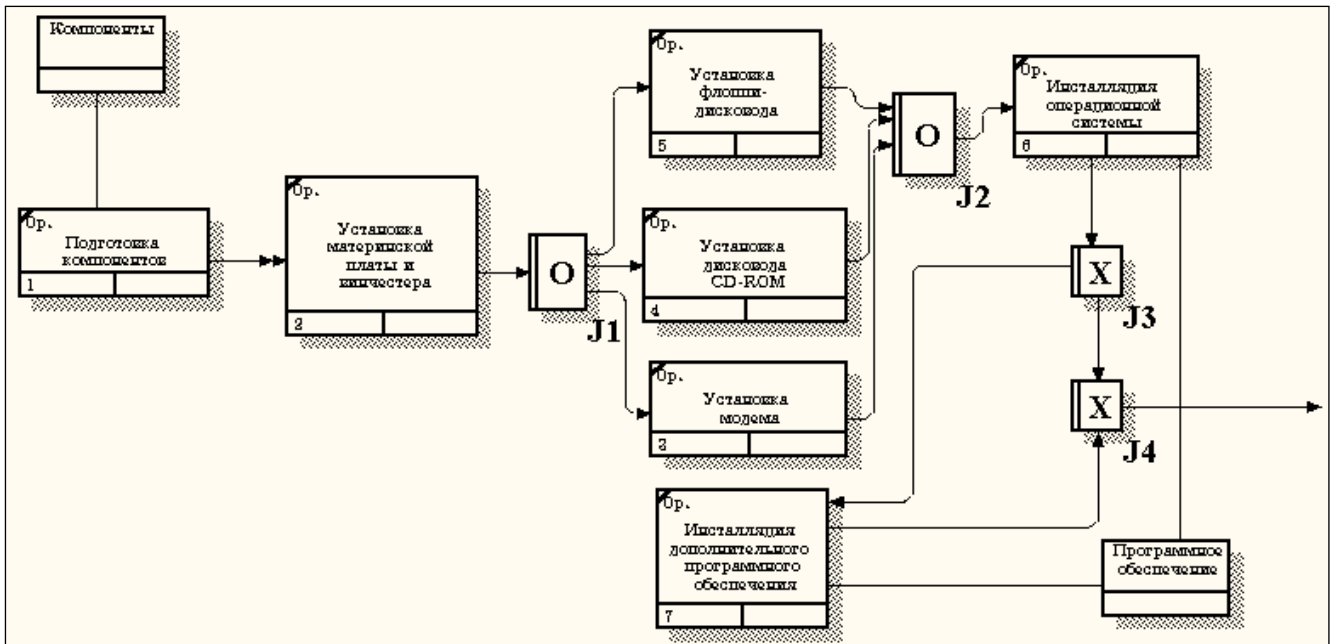 Компоненты
0р.
Подготовка
компонентов
1
0р.
Установка
материнской
платы и
винчестера
2
O
J1
0р.
Установка
флоппи-
дисковода
5
0р.
Установка
дисковода
CD-ROM
4
0р.
Установка
модема
3
O
J2
0р.
Инсталляция
операционной
системы
6
X
J3
X
J4
0р.
Инсталляция
дополнительного
программного
обеспечения
7
Программное
обеспечение